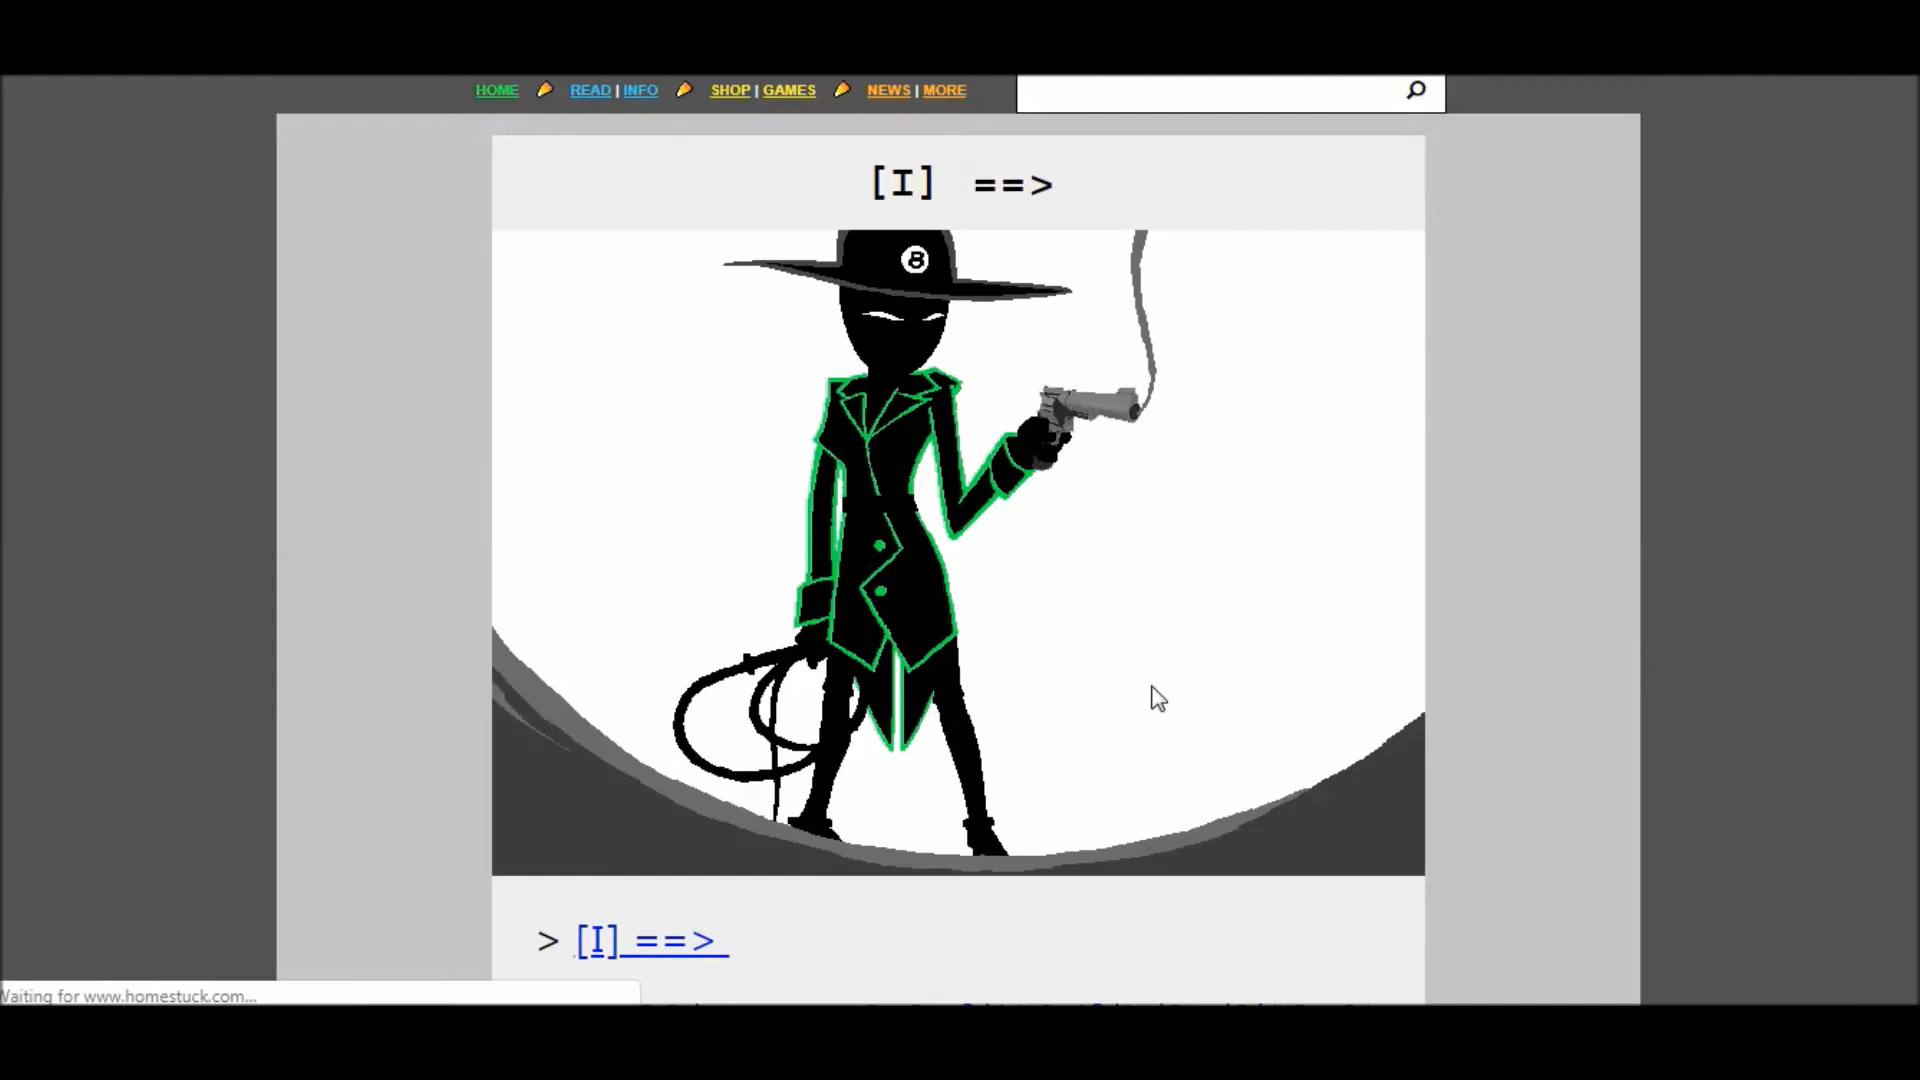 HOME READ | INFO SHOP | GAMES NEWS | MORE
[I] ==>
8
> [I] ==>
Waiting for www.homestuck.com...